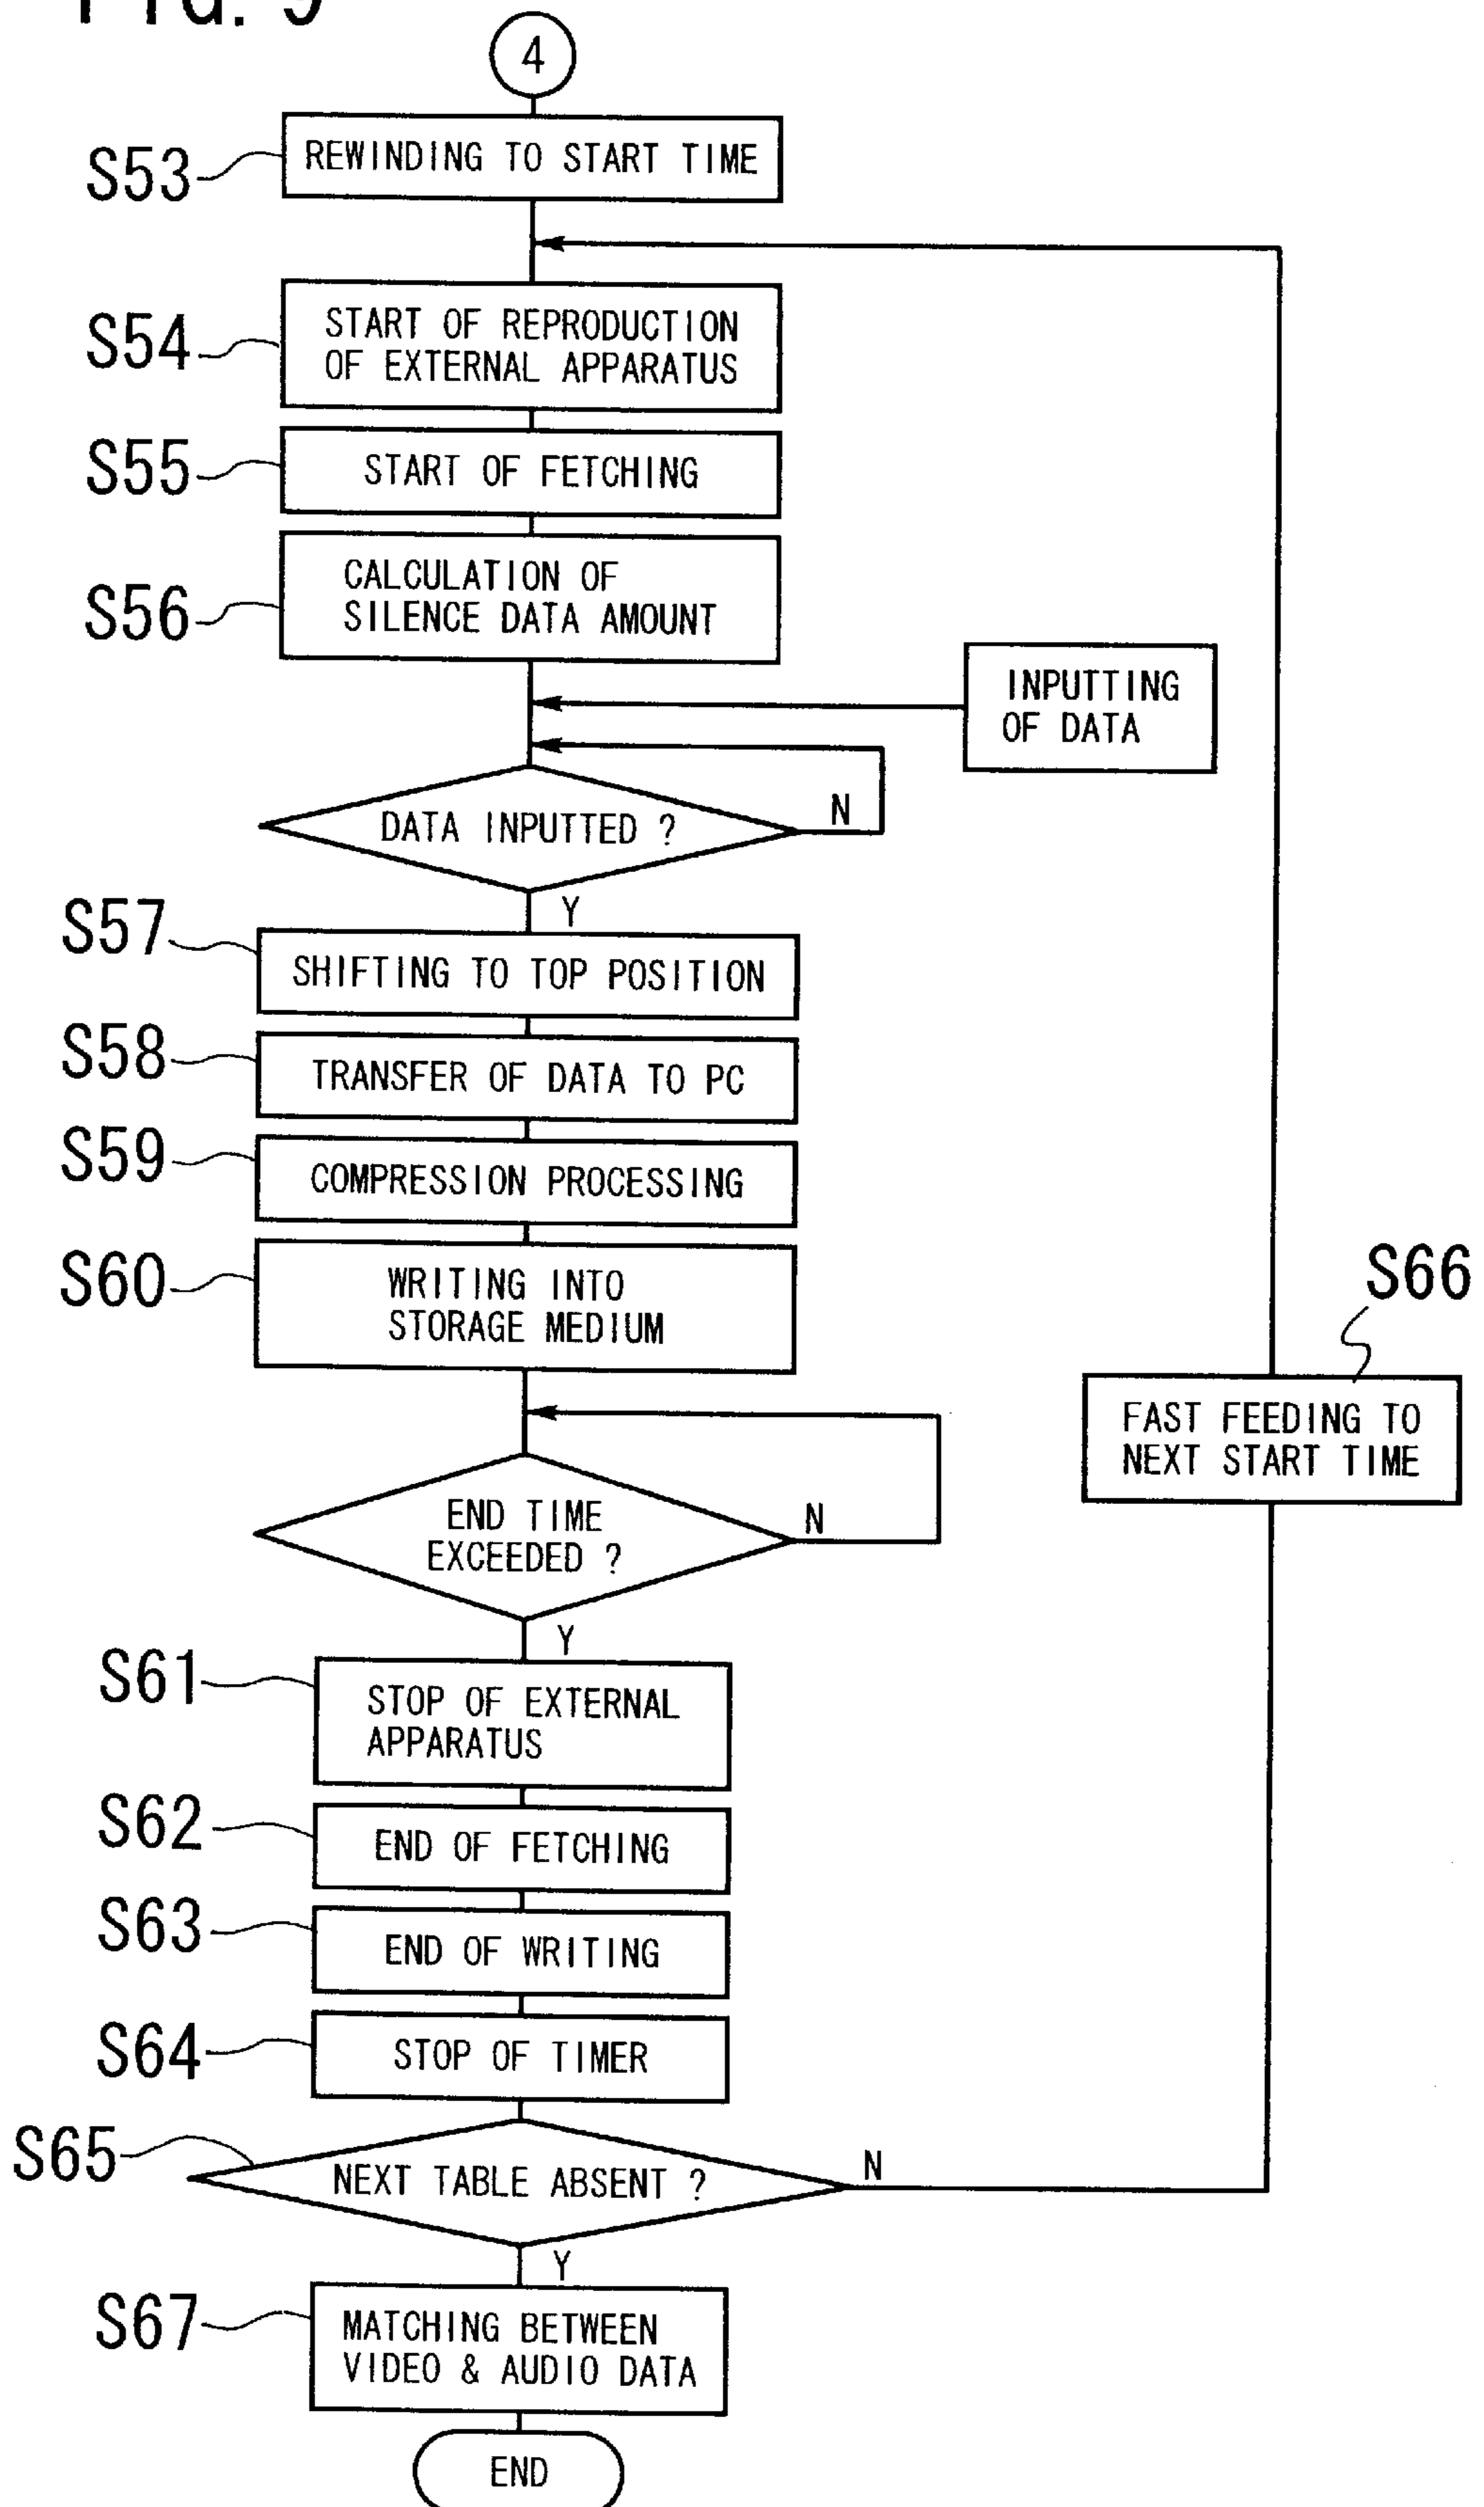 FIG. 9
4
S53
REWINDING TO START TIME
S54
START OF REPRODUCTION
OF EXTERNAL APPARATUS
S55
START OF FETCHING
S56
CALCULATION OF
SILENCE DATA AMOUNT
INPUTTING
OF DATA
DATA INPUTTED ?
N
Y
S57
SHIFTING TO TOP POSITION
S58
TRANSFER OF DATA TO PC
S59
COMPRESSION PROCESSING
S60
WRITING INTO
STORAGE MEDIUM
S66
FAST FEEDING TO
NEXT START TIME
END TIME
EXCEEDED ?
N
Y
S61
STOP OF EXTERNAL
APPARATUS
S62
END OF FETCHING
S63
END OF WRITING
S64
STOP OF TIMER
S65
NEXT TABLE ABSENT ?
N
Y
S67
MATCHING BETWEEN
VIDEO & AUDIO DATA
END